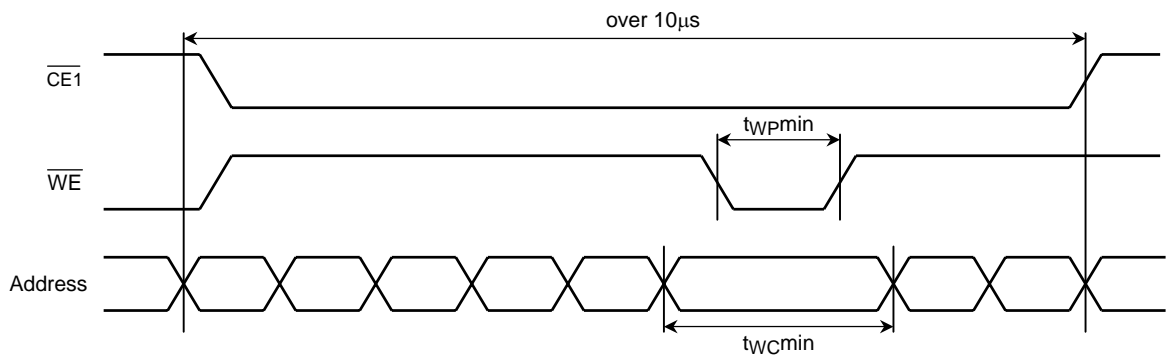 over 10μs
CE1
tWPmin
WE
Address
tWCmin